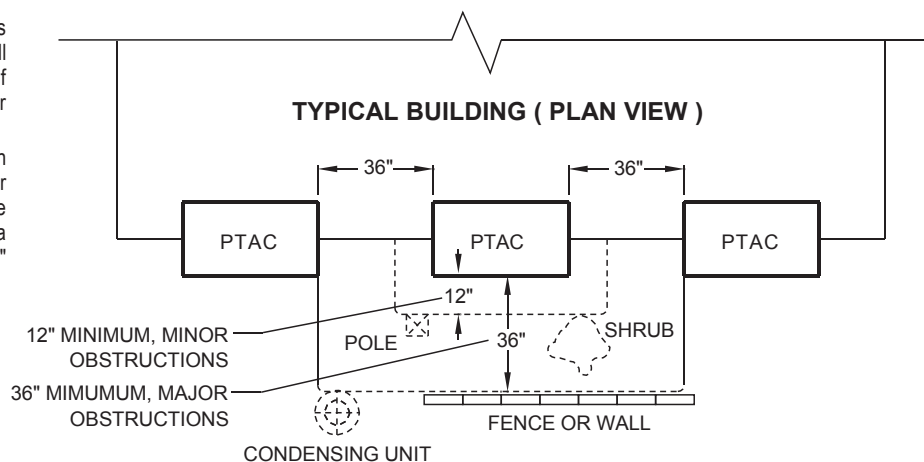 s
ll
f
r
n
r
e
a
"
TYPICAL BUILDING ( PLAN VIEW )
36" 36"
PTAC PTAC PTAC
12"
12" MINIMUM, MINOR
OBSTRUCTIONS
POLE
SHRUB
36"
36" MIMUMUM, MAJOR
OBSTRUCTIONS
FENCE OR WALL
CONDENSING UNIT